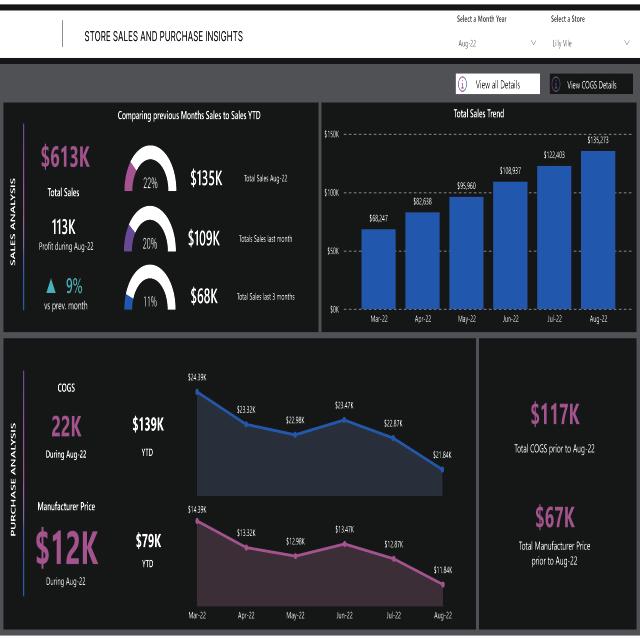 STORE SALES AND PURCHASE INSIGHTS
Select a Month Year
Aug-22
Select a Store
Lily Vile
View all Details
View COGS Details
SALES ANALYSIS
Comparing previous Months Sales to Sales YTD
$613K
Total Sales
113K
Profit during Aug-22
9%
vs prev. month
22%
$135K
Total Sales Aug-22
20%
$109K
Totals Sales last month
11%
$68K
Total Sales last 3 months
Total Sales Trend
$150K
$100K
$50K
$0K
$68,247
$82,638
$95,960
$108,937
$122,403
$135,273
Mar-22
Apr-22
May-22
Jun-22
Jul-22
Aug-22
PURCHASE ANALYSIS
COGS
22K
During Aug-22
$139K
YTD
$24.39K
$23.32K
$22.98K
$23.47K
$22.87K
$21.84K
Manufacturer Price
$12K
During Aug-22
$79K
YTD
$14.39K
$13.32K
$12.98K
$13.47K
$12.87K
$11.84K
Mar-22
Apr-22
May-22
Jun-22
Jul-22
Aug-22
$117K
Total COGS prior to Aug-22
$67K
Total Manufacturer Price
prior to Aug-22